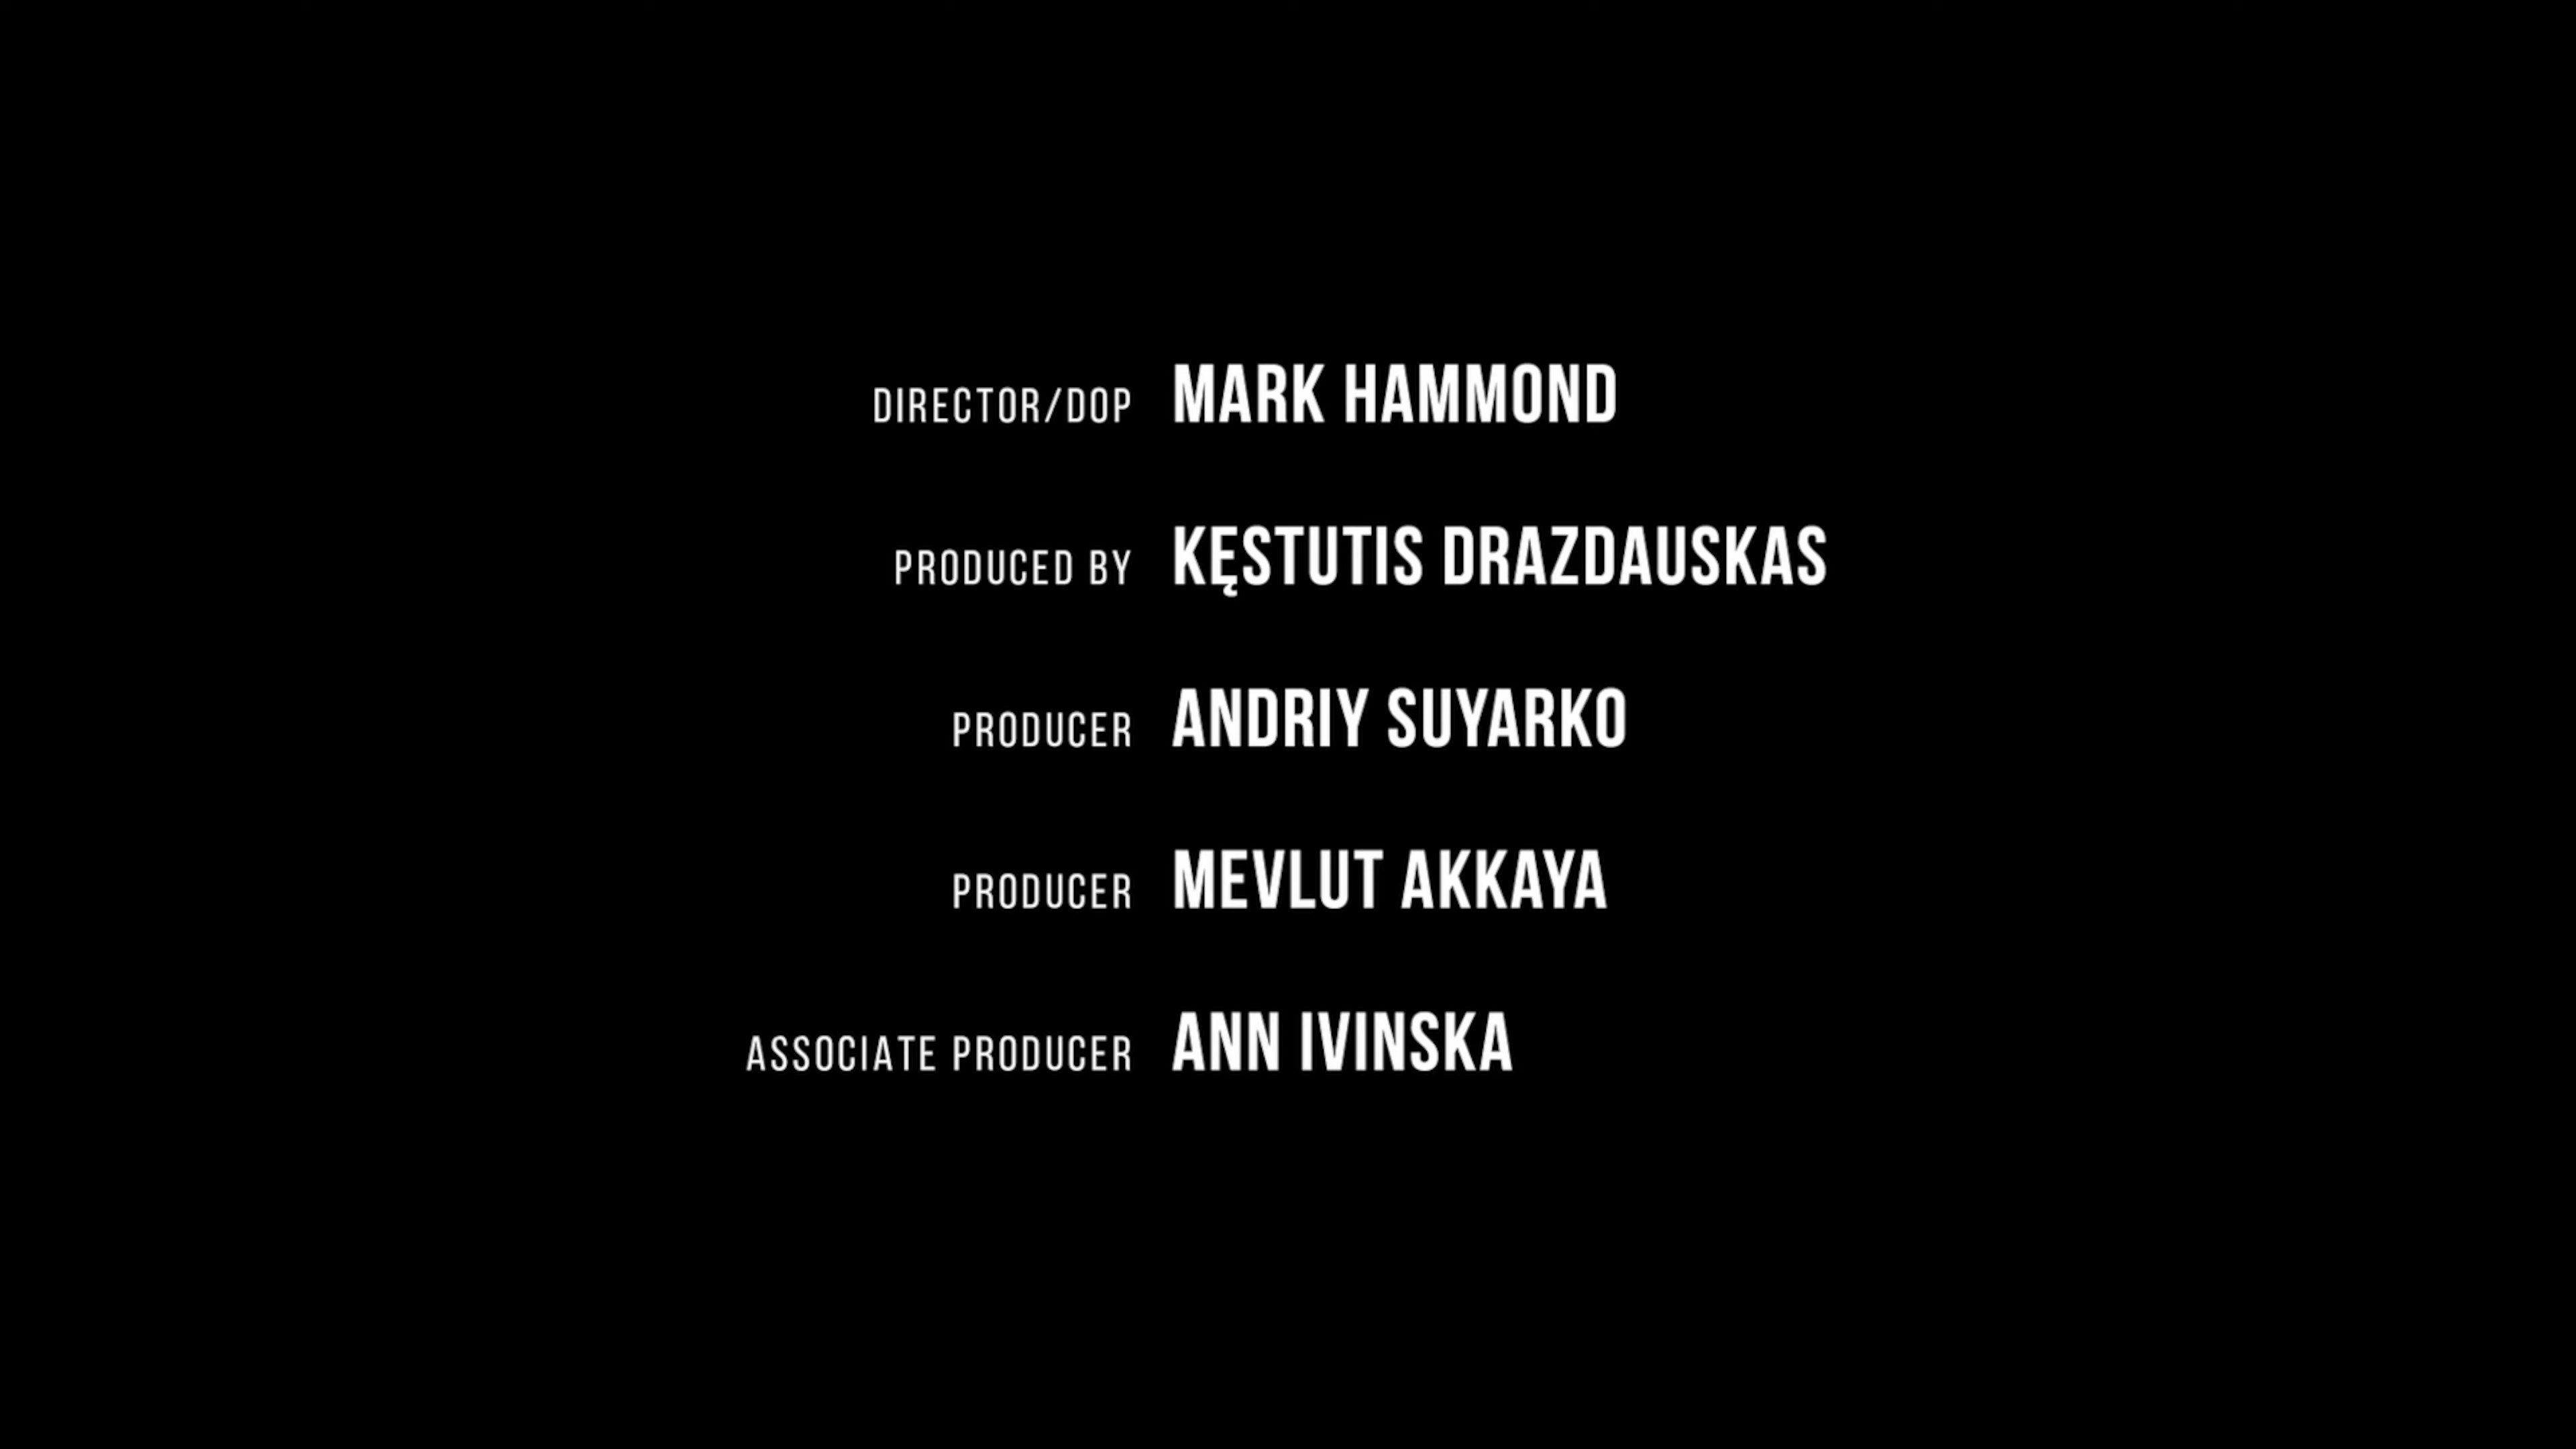 DIRECTOR/DOP MARK HAMMOND
PRODUCED BY KĘSTUTIS DRAZDAUSKAS
PRODUCER ANDRIY SUYARKO
PRODUCER MEVLUT AKKAYA
ASSOCIATE PRODUCER ANN IVINSKA